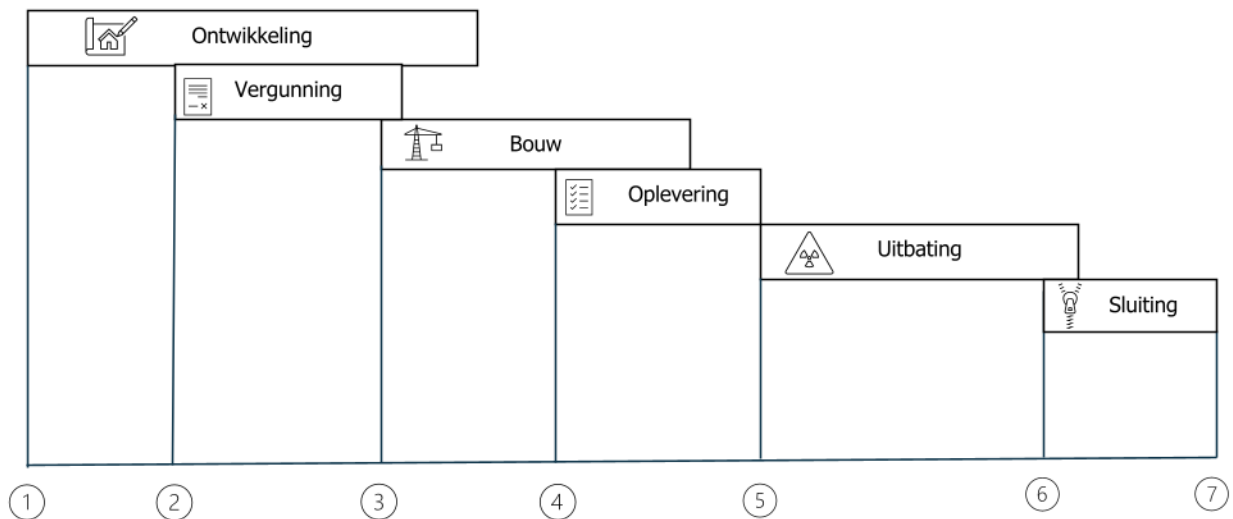 Ontwikkeling
Vergunning
Bouw
Oplevering
Uitbating
Sluiting
1 2 3 4 5 6 7